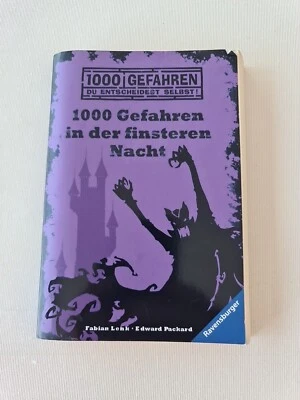 1000 GEFAHREN
DU ENTSCHEIDEST SELBST!
1000 Gefahren
in der finsteren
Nacht
Fabian Lenk · Edward Packard
Ravensburger